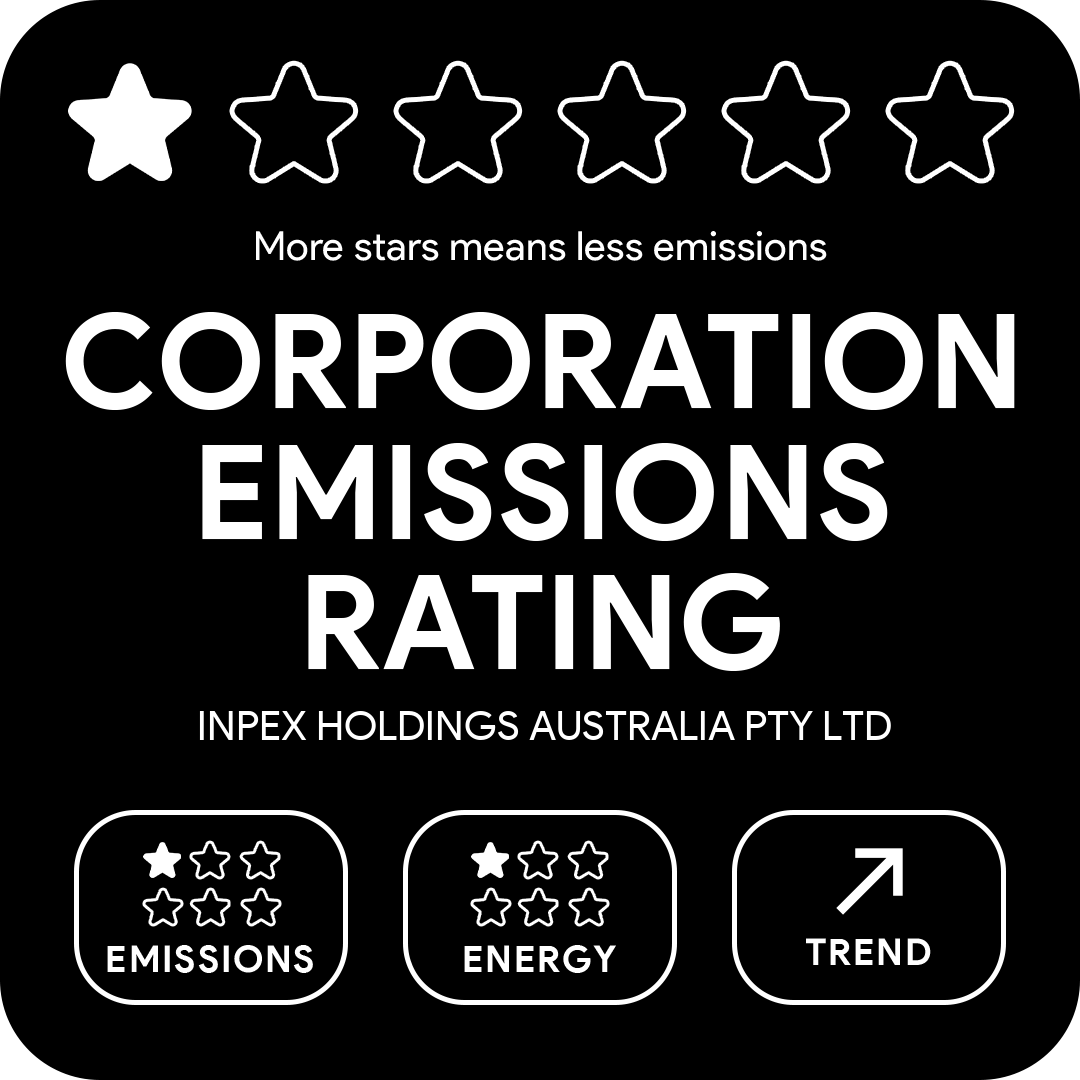 More stars means less emissions
CORPORATION
EMISSIONS
RATING
INPEX HOLDINGS AUSTRALIA PTY LTD
EMISSIONS
ENERGY
TREND